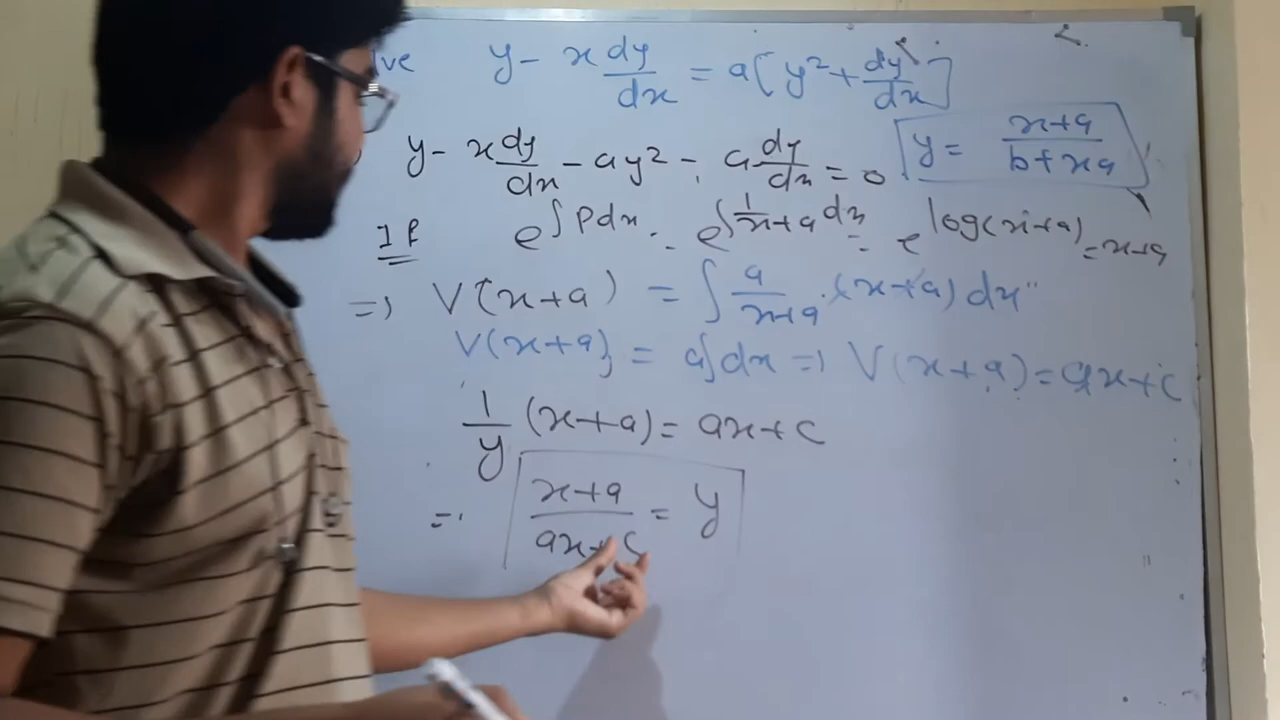 lve y - x dy/dx = a[y² + dy/dx]
y - x dy/dx - ay² - a dy/dx = 0
y = x+a / b+xa
IF e^∫Pdx = e^∫1/x+a dx = e^log(x+a) = x+a
=) V(x+a) = ∫ a/x+a . (x+a) dx
V(x+a) = a∫dx =) V(x+a) = ax+c
1/y (x+a) = ax+c
=) x+a / ax+c = y